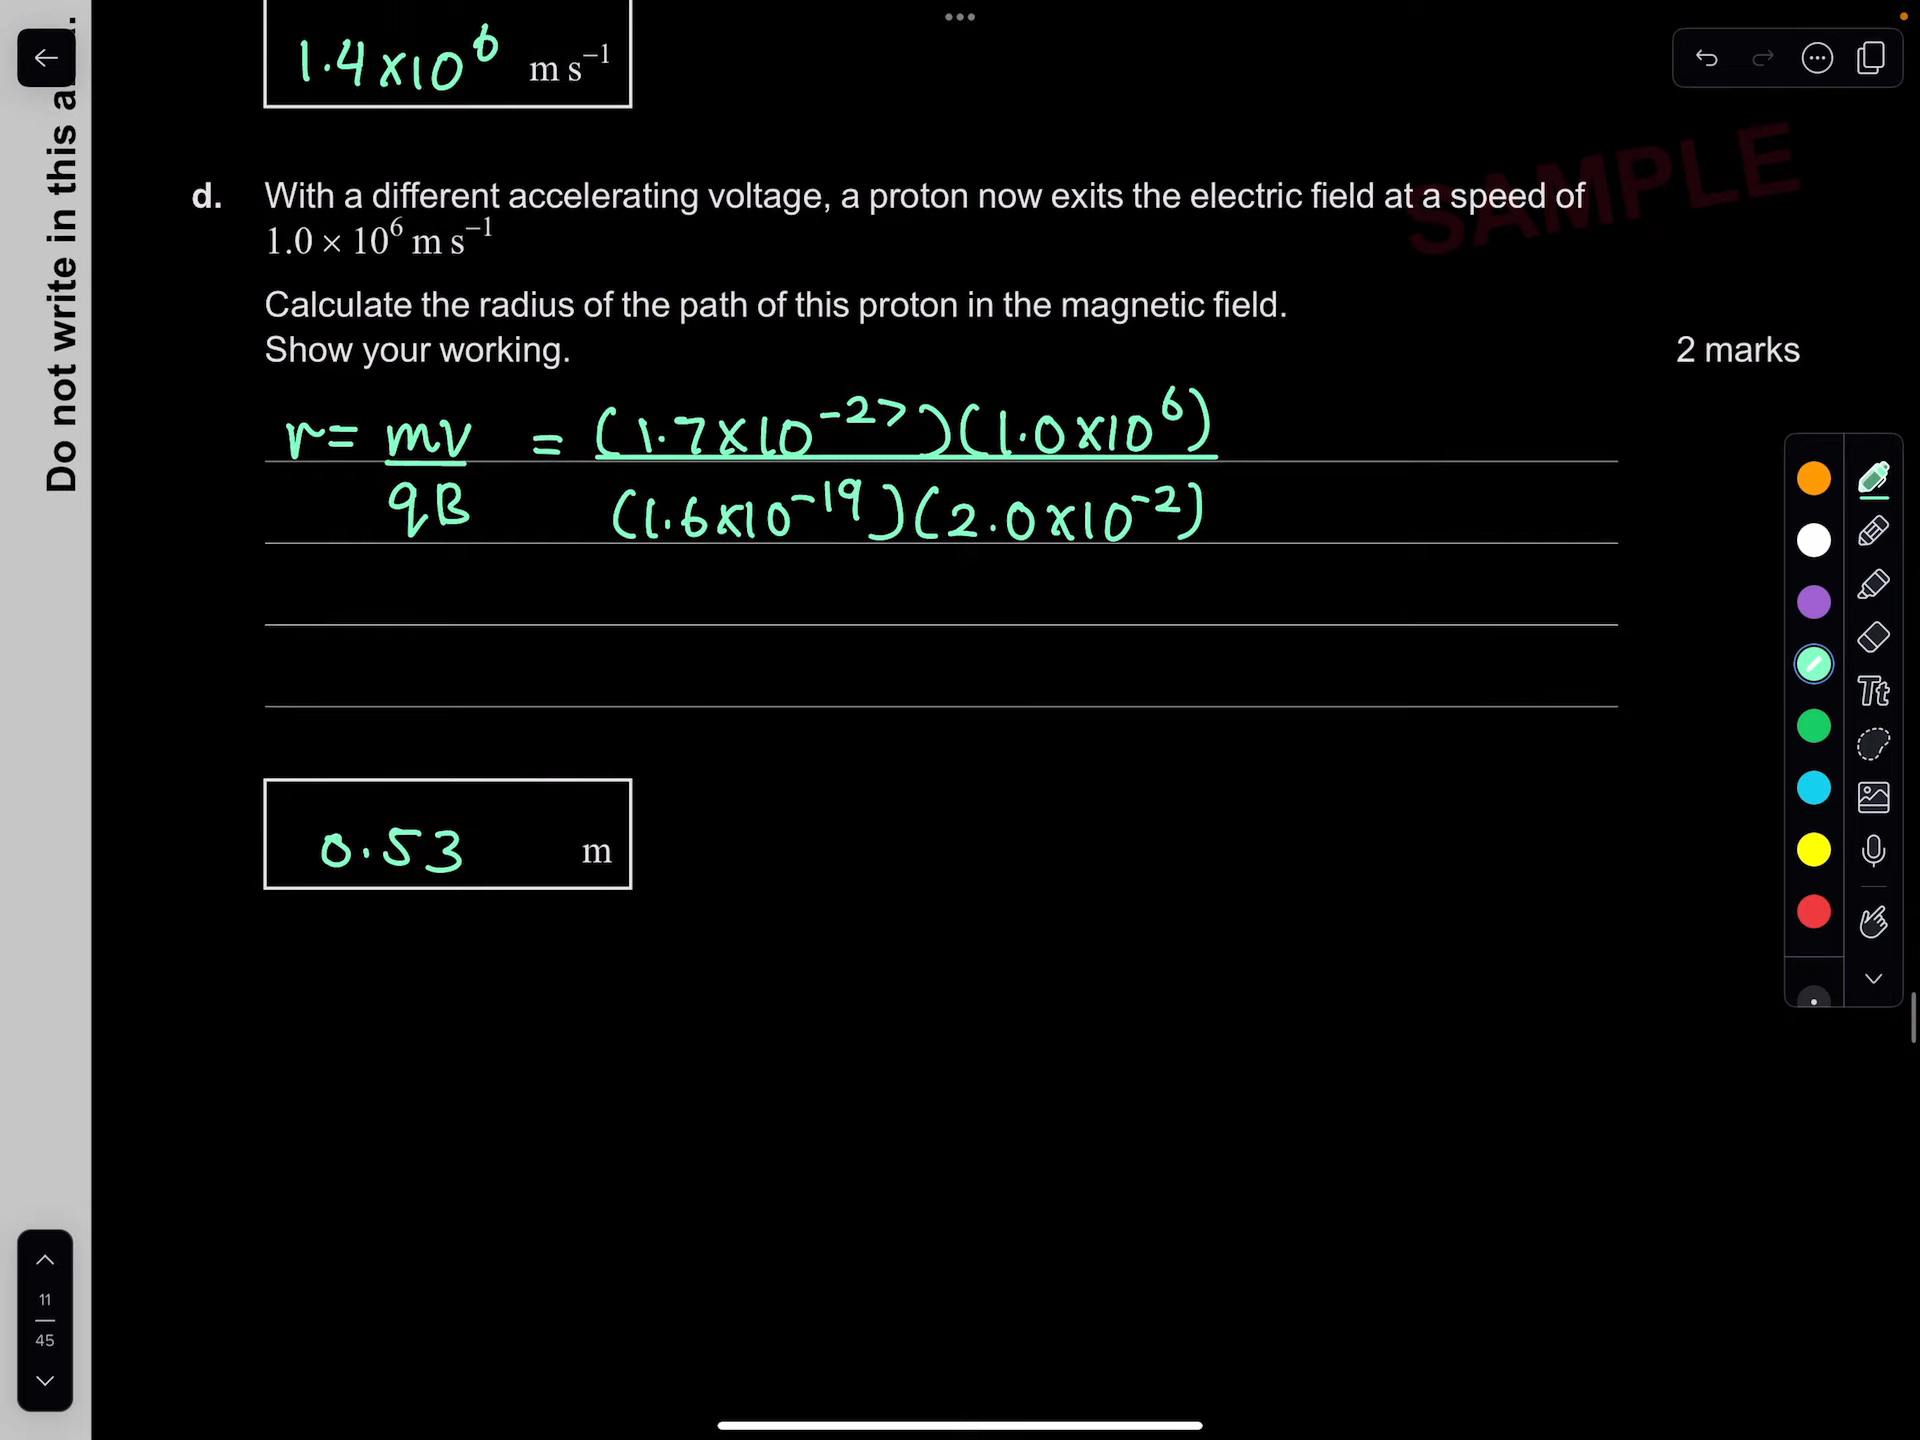 1.4×10⁶ m s⁻¹
Do not write in this a
SAMPLE
d. With a different accelerating voltage, a proton now exits the electric field at a speed of
1.0 × 10⁶ m s⁻¹
Calculate the radius of the path of this proton in the magnetic field.
Show your working. 2 marks
r = mv/qB = (1.7×10⁻²⁷)(1.0×10⁶)/(1.6×10⁻¹⁹)(2.0×10⁻²)
0.53 m
Tt
11
45